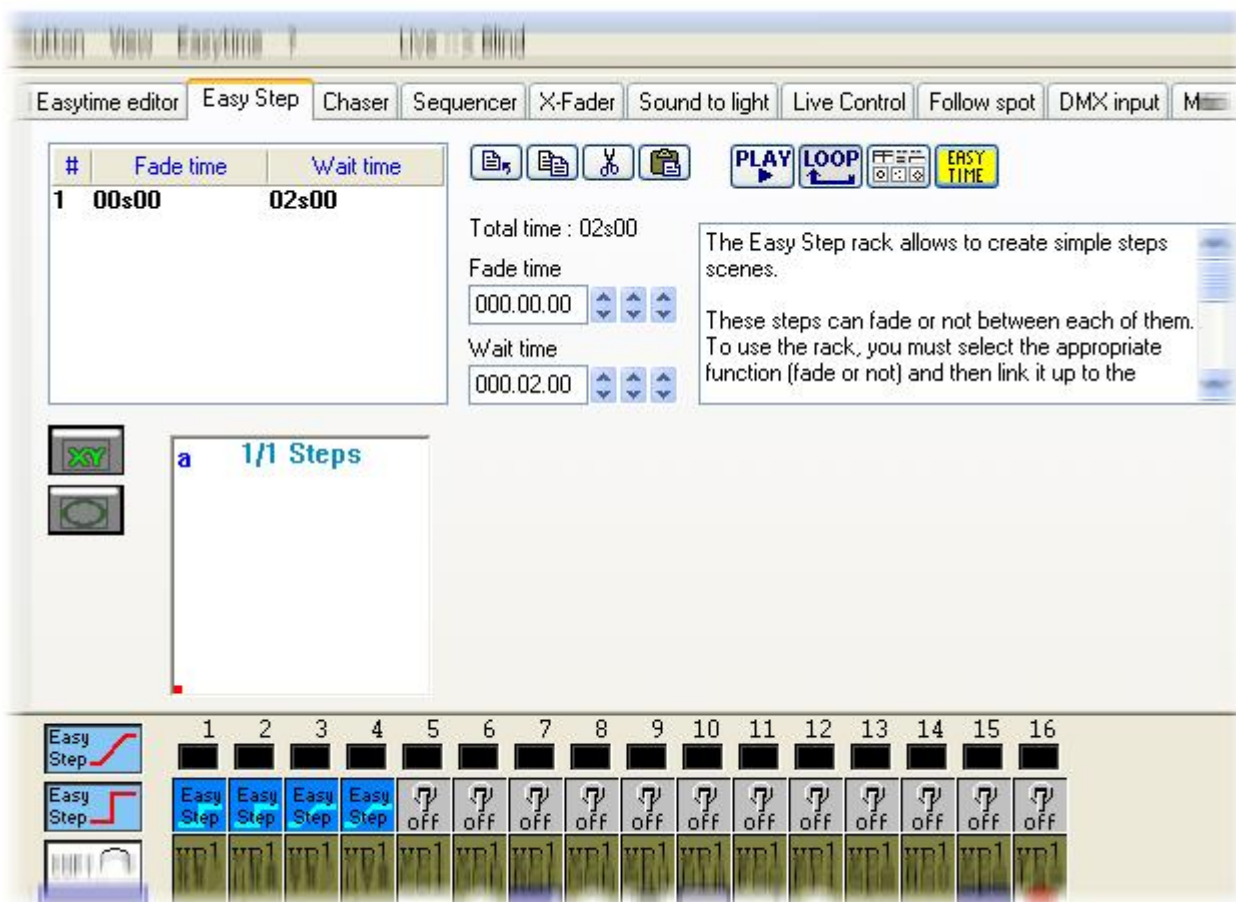 Button View Easytime ? Live => Blind
Easytime editor Easy Step Chaser Sequencer X-Fader Sound to light Live Control Follow spot DMX input M
# Fade time Wait time
1 00s00 02s00
PLAY LOOP EASY TIME
Total time : 02s00
Fade time
000.00.00
Wait time
000.02.00
The Easy Step rack allows to create simple steps
scenes.
These steps can fade or not between each of them.
To use the rack, you must select the appropriate
function (fade or not) and then link it up to the
XY
a 1/1 Steps
Easy Step
1 2 3 4 5 6 7 8 9 10 11 12 13 14 15 16
Easy Step
Easy Step Easy Step Easy Step Easy Step Off Off Off Off Off Off Off Off Off Off Off Off